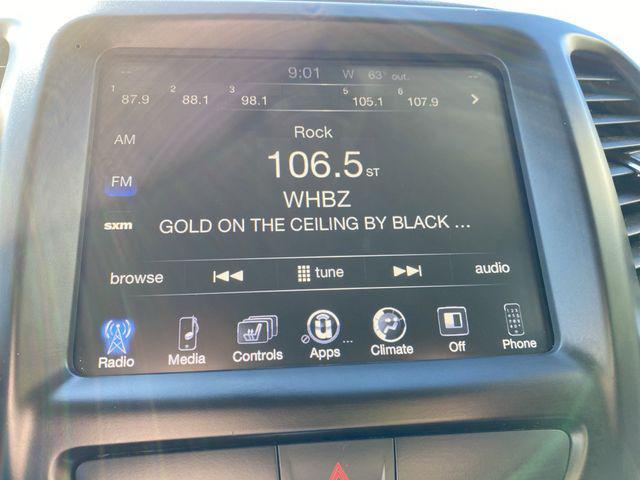 -- 9:01 W 63° out. --
1 87.9 2 88.1 3 98.1 5 105.1 6 107.9
AM
Rock
FM
106.5 ST
WHBZ
sxm
GOLD ON THE CEILING BY BLACK ...
browse tune audio
Radio Media Controls Apps ... Climate Off Phone